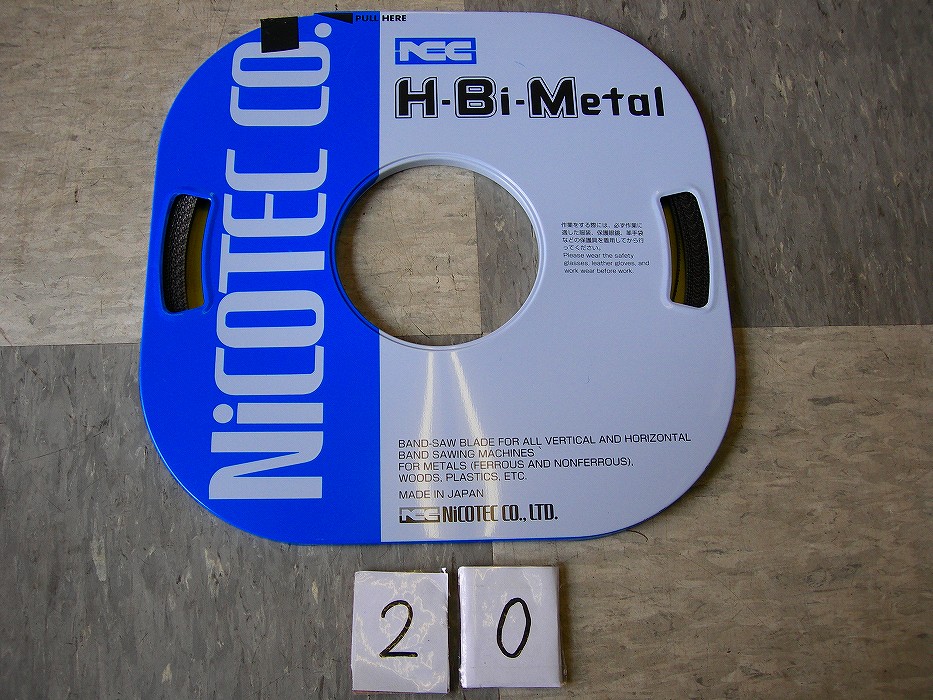 PULL HERE
NCC
H-Bi-Metal
NiCOTEC CO.
作業をする際には、必ず作業に
適した服装、保護眼鏡、革手袋
などの保護具を着用してから行
ってください。
Please wear the safety
glasses, leather gloves, and
work wear before work.
BAND-SAW BLADE FOR ALL VERTICAL AND HORIZONTAL
BAND SAWING MACHINES
FOR METALS (FERROUS AND NONFERROUS),
WOODS, PLASTICS, ETC.
MADE IN JAPAN
NCC NiCOTEC CO., LTD.
2 0